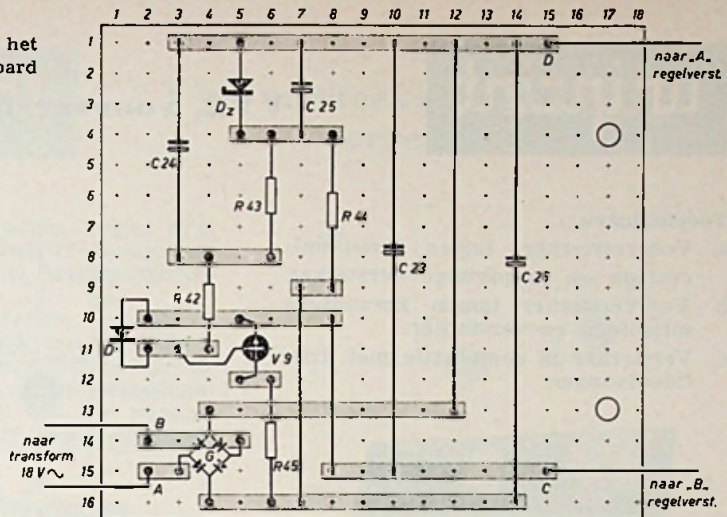 het
oard
1 2 3 4 5 6 7 8 9 10 11 12 13 14 15 16 17 18
1
D
naar „A„
regelverst.
2
3
Dz
C 25
4
C 24
5
6
R 43
R 44
7
8
C 23
C 26
9
R 42
10
11
D
V 9
12
13
B
14
naar
transform
18 V ~
G
R45
15
A
C
naar „B„
regelverst.
16